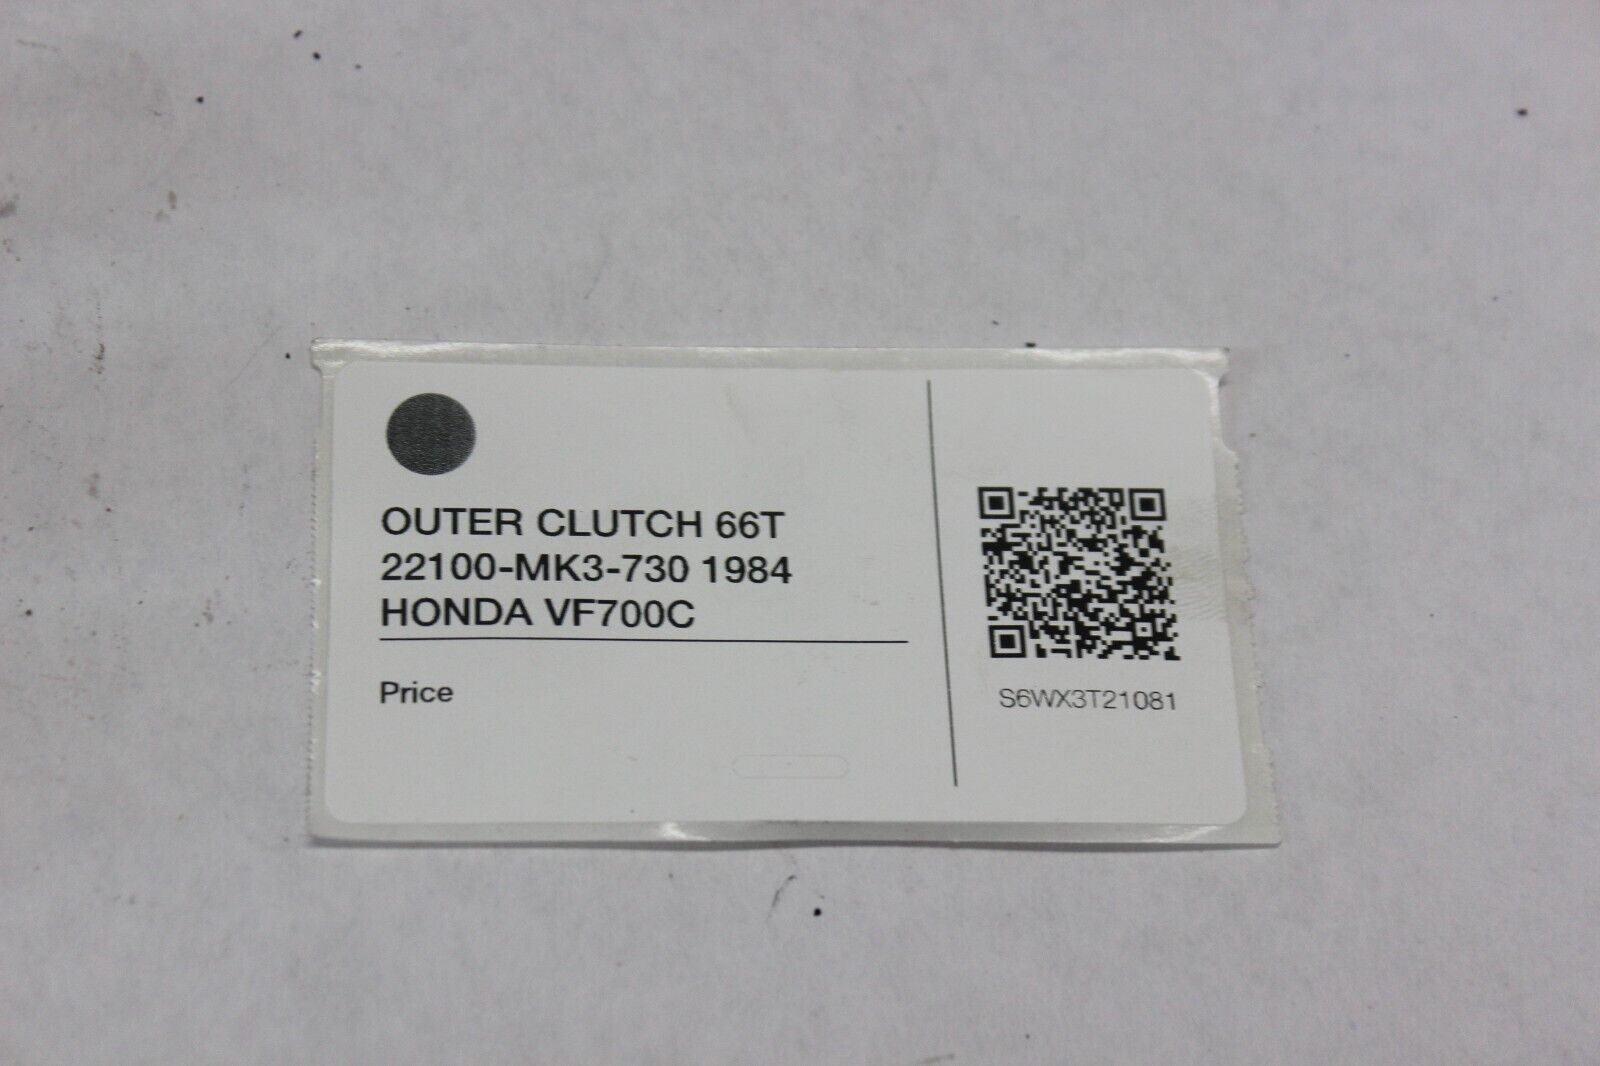 OUTER CLUTCH 66T
22100-MK3-730 1984
HONDA VF700C
Price
S6WX3T21081